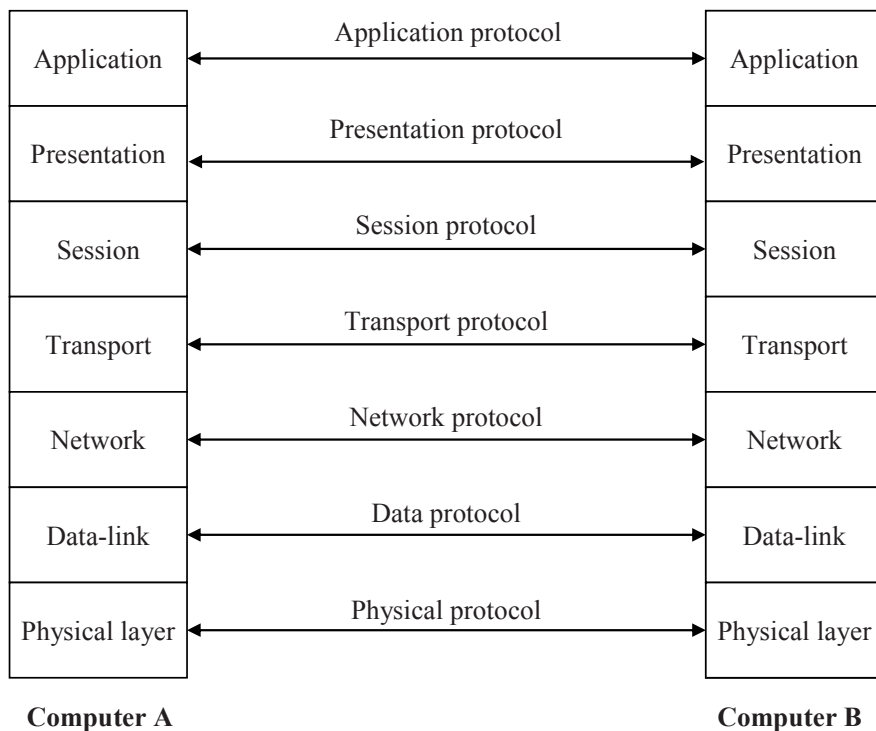 Application protocol
Application
Application
Presentation protocol
Presentation
Presentation
Session protocol
Session
Session
Transport protocol
Transport
Transport
Network protocol
Network
Network
Data protocol
Data-link
Data-link
Physical protocol
Physical layer
Physical layer
Computer A
Computer B